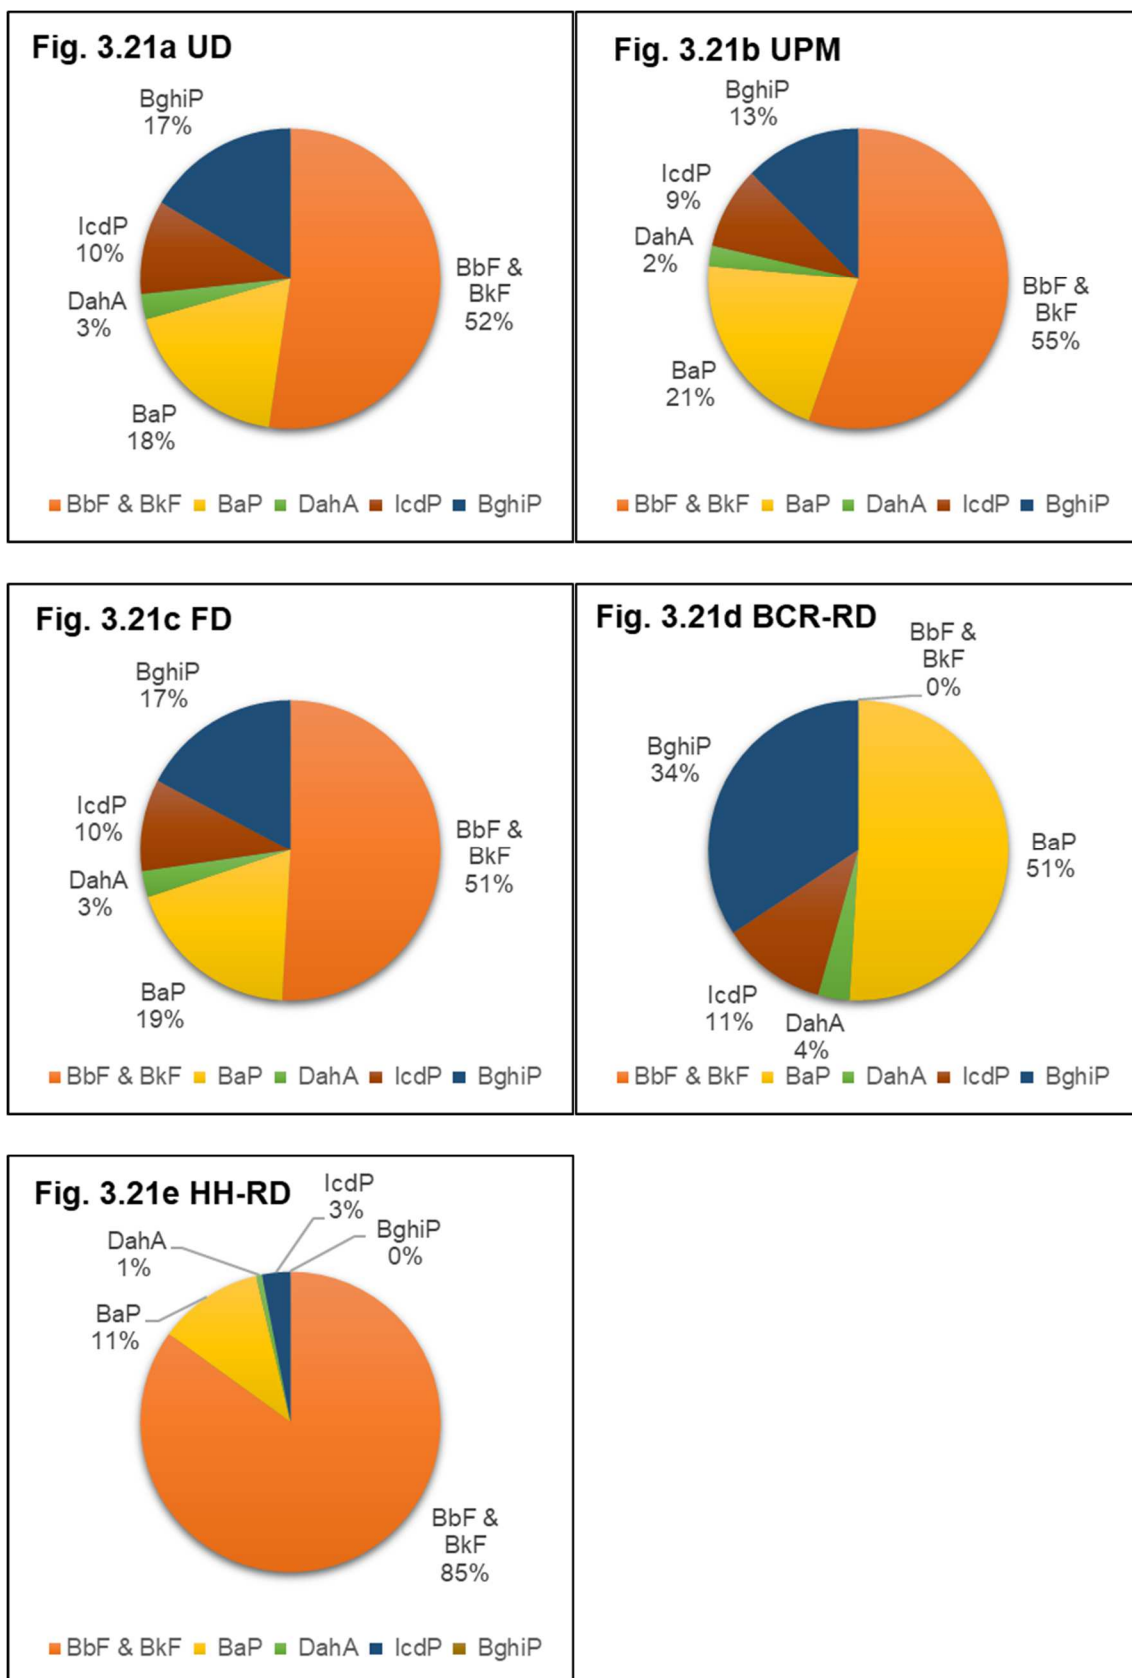 Fig. 3.21a UD
BghiP
17%
IcdP
10%
DahA
3%
BaP
18%
BbF &
BkF
52%
BbF & BkF BaP DahA IcdP BghiP
Fig. 3.21b UPM
BghiP
13%
IcdP
9%
DahA
2%
BaP
21%
BbF &
BkF
55%
BbF & BkF BaP DahA IcdP BghiP
Fig. 3.21c FD
BghiP
17%
IcdP
10%
DahA
3%
BaP
19%
BbF &
BkF
51%
BbF & BkF BaP DahA IcdP BghiP
Fig. 3.21d BCR-RD
BbF &
BkF
0%
BghiP
34%
BaP
51%
IcdP
11%
DahA
4%
BbF & BkF BaP DahA IcdP BghiP
Fig. 3.21e HH-RD
IcdP
3%
BghiP
0%
DahA
1%
BaP
11%
BbF &
BkF
85%
BbF & BkF BaP DahA IcdP BghiP